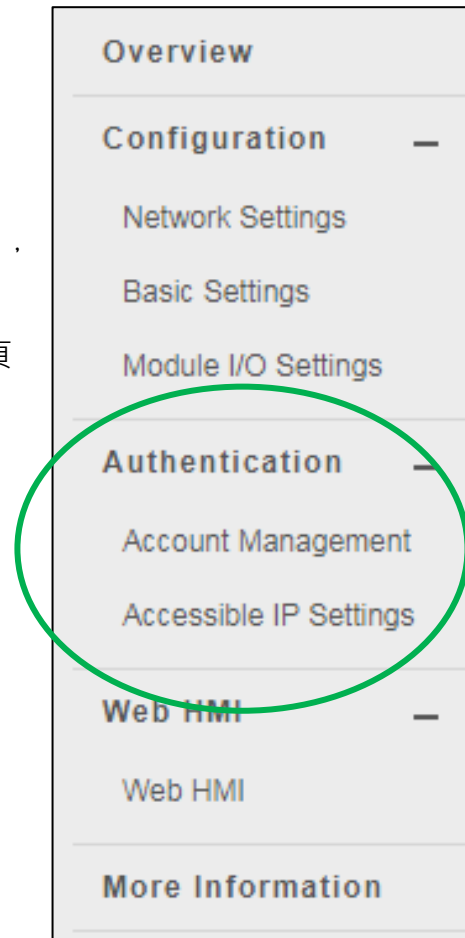 Overview
Configuration
Network Settings
，
Basic Settings
頁
Module I/O Settings
Authentication
Account Management
Accessible IP Settings
Web HMI
Web HMI
More Information